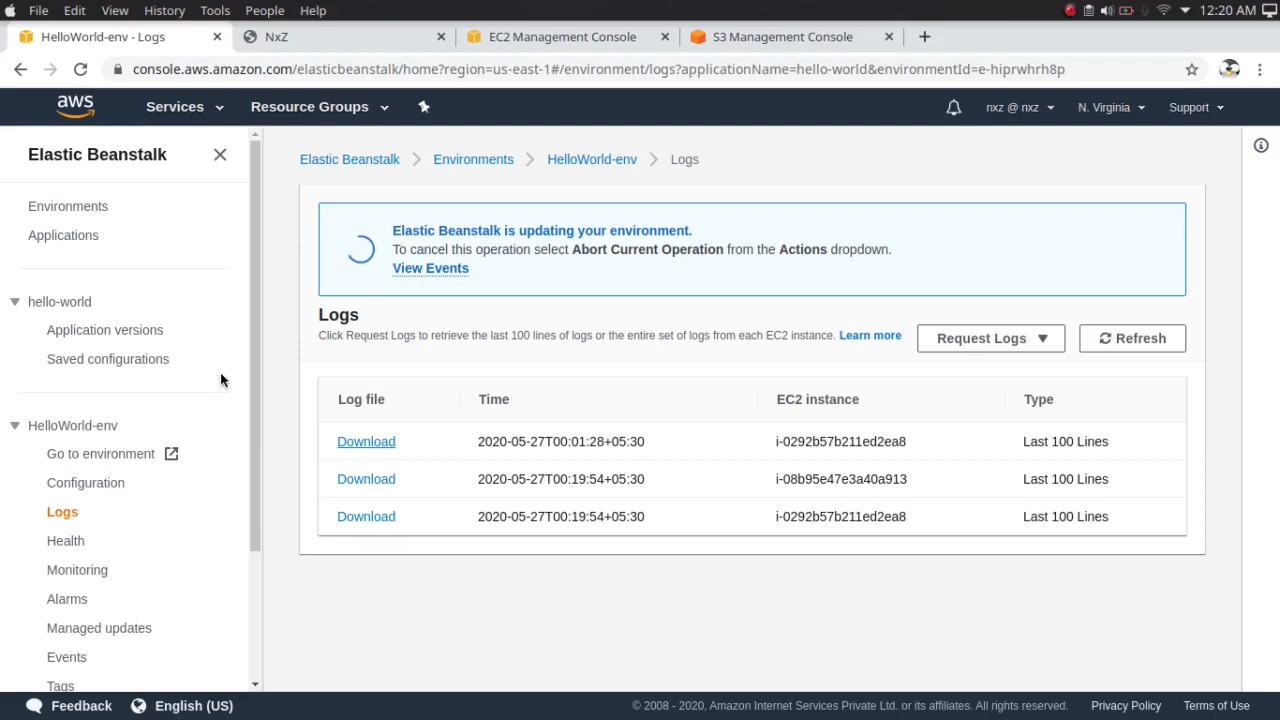 File Edit View History Tools People Help 12:20 AM
HelloWorld-env - Logs NxZ EC2 Management Console S3 Management Console
console.aws.amazon.com/elasticbeanstalk/home?region=us-east-1#/environment/logs?applicationName=hello-world&environmentId=e-hiprwhrh8p
aws Services Resource Groups nxz @ nxz N. Virginia Support
Elastic Beanstalk
Environments
Applications
hello-world
Application versions
Saved configurations
HelloWorld-env
Go to environment
Configuration
Logs
Health
Monitoring
Alarms
Managed updates
Events
Tags
Elastic Beanstalk Environments HelloWorld-env Logs
Elastic Beanstalk is updating your environment.
To cancel this operation select Abort Current Operation from the Actions dropdown.
View Events
Logs
Click Request Logs to retrieve the last 100 lines of logs or the entire set of logs from each EC2 instance. Learn more
Request Logs Refresh
Log file Time EC2 instance Type
Download 2020-05-27T00:01:28+05:30 i-0292b57b211ed2ea8 Last 100 Lines
Download 2020-05-27T00:19:54+05:30 i-08b95e47e3a40a913 Last 100 Lines
Download 2020-05-27T00:19:54+05:30 i-0292b57b211ed2ea8 Last 100 Lines
Feedback English (US) © 2008 - 2020, Amazon Internet Services Private Ltd. or its affiliates. All rights reserved. Privacy Policy Terms of Use